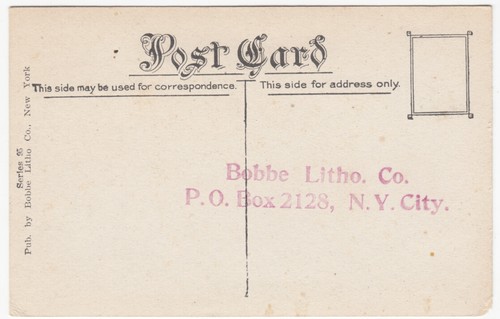 Post Card
This side may be used for correspondence.
This side for address only.
Bobbe Litho. Co.
P.O. Box 2128, N.Y. City.
Series 25
Pub. by Bobbe Litho Co., New York